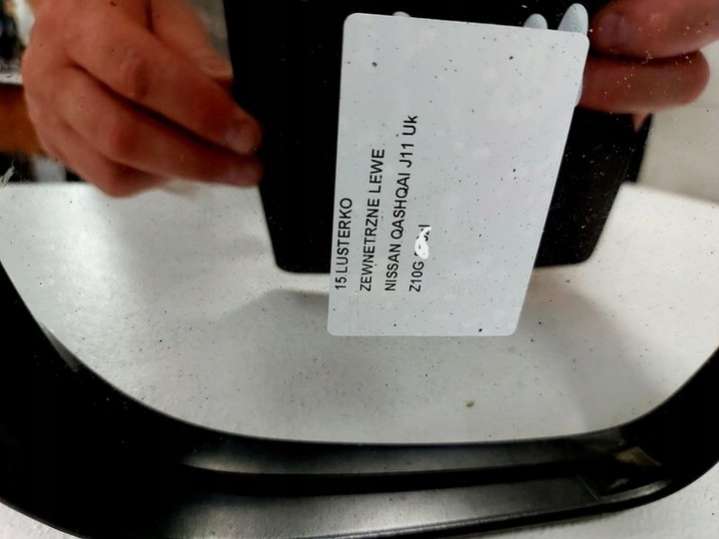 15 LUSTERKO
ZEWNETRZNE LEWE
NISSAN QASHQAI J11 Uk
Z10G